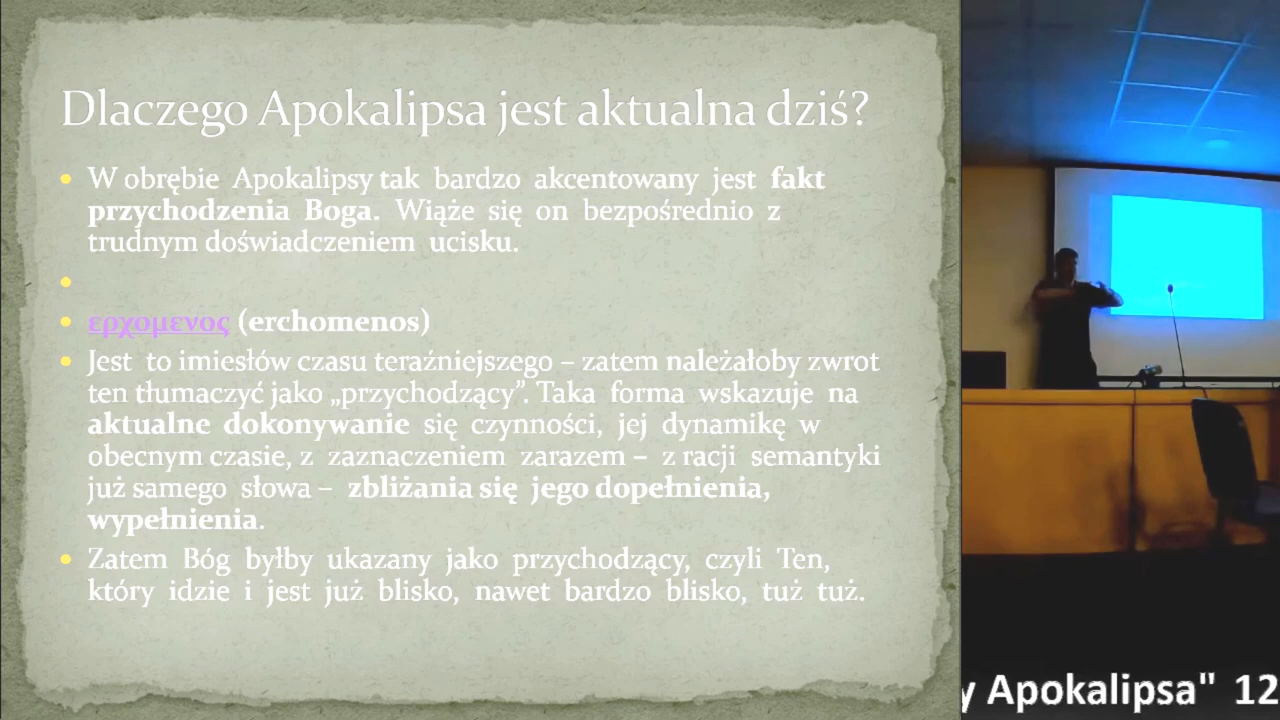 Dlaczego Apokalipsa jest aktualna dziś?
W obrębie Apokalipsy tak bardzo akcentowany jest fakt
przychodzenia Boga. Wiąże się on bezpośrednio z
trudnym doświadczeniem ucisku.
ερχομενος (erchomenos)
Jest to imiesłów czasu teraźniejszego – zatem należałoby zwrot
ten tłumaczyć jako „przychodzący”. Taka forma wskazuje na
aktualne dokonywanie się czynności, jej dynamikę w
obecnym czasie, z zaznaczeniem zarazem – z racji semantyki
już samego słowa – zbliżania się jego dopełnienia,
wypełnienia.
Zatem Bóg byłby ukazany jako przychodzący, czyli Ten,
który idzie i jest już blisko, nawet bardzo blisko, tuż tuż.
y Apokalipsa" 12